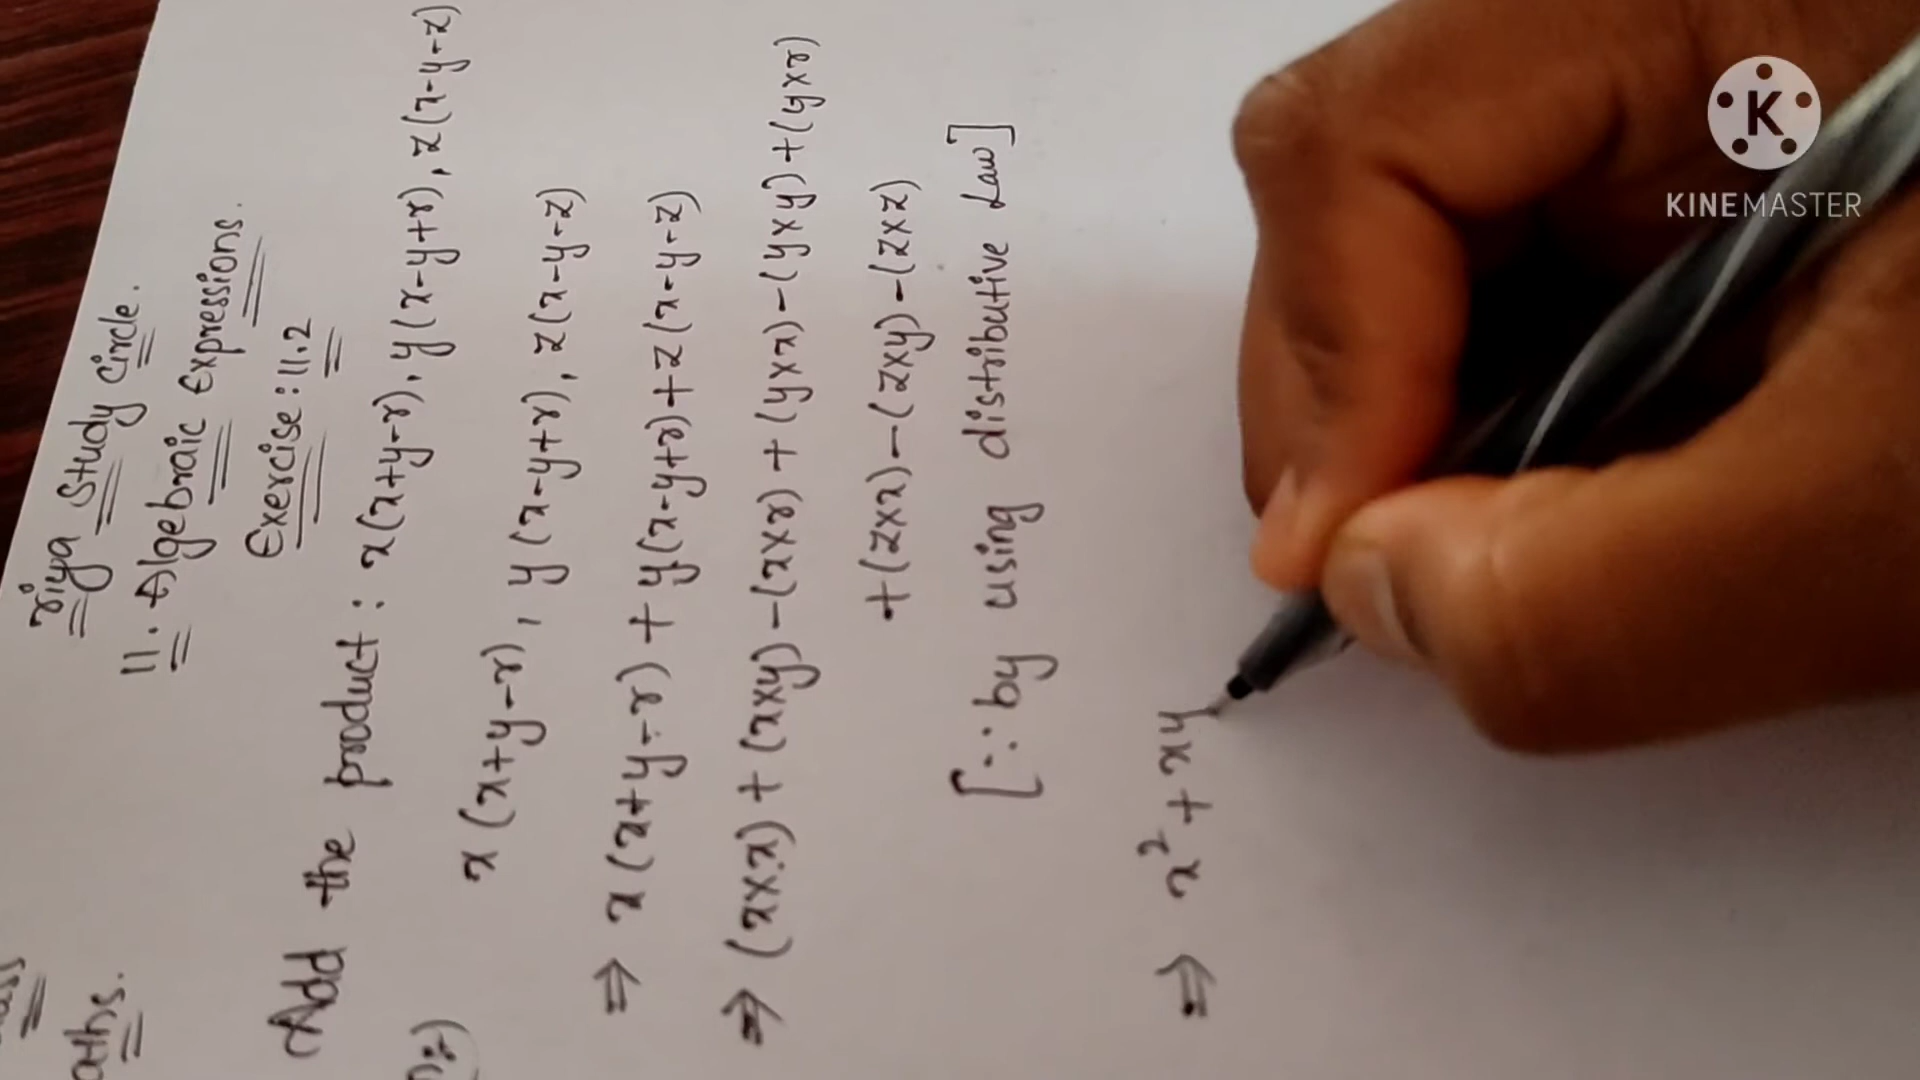 riya Study circle.
11. Algebraic Expressions.
aths.
Exercise: 11.2
Add the product : x(x+y-r), y(x-y+r), z(x-y-z)
x(x+y-r), y(x-y+r), z(x-y-z)
⇒ x(x+y-r) + y(x-y+r) + z(x-y-z)
⇒ (x×x) + (x×y) - (x×r) + (y×x) - (y×y) + (y×r)
+ (z×x) - (z×y) - (z×z)
[∵ by using distributive Law]
⇒ x² + xy
KINEMASTER